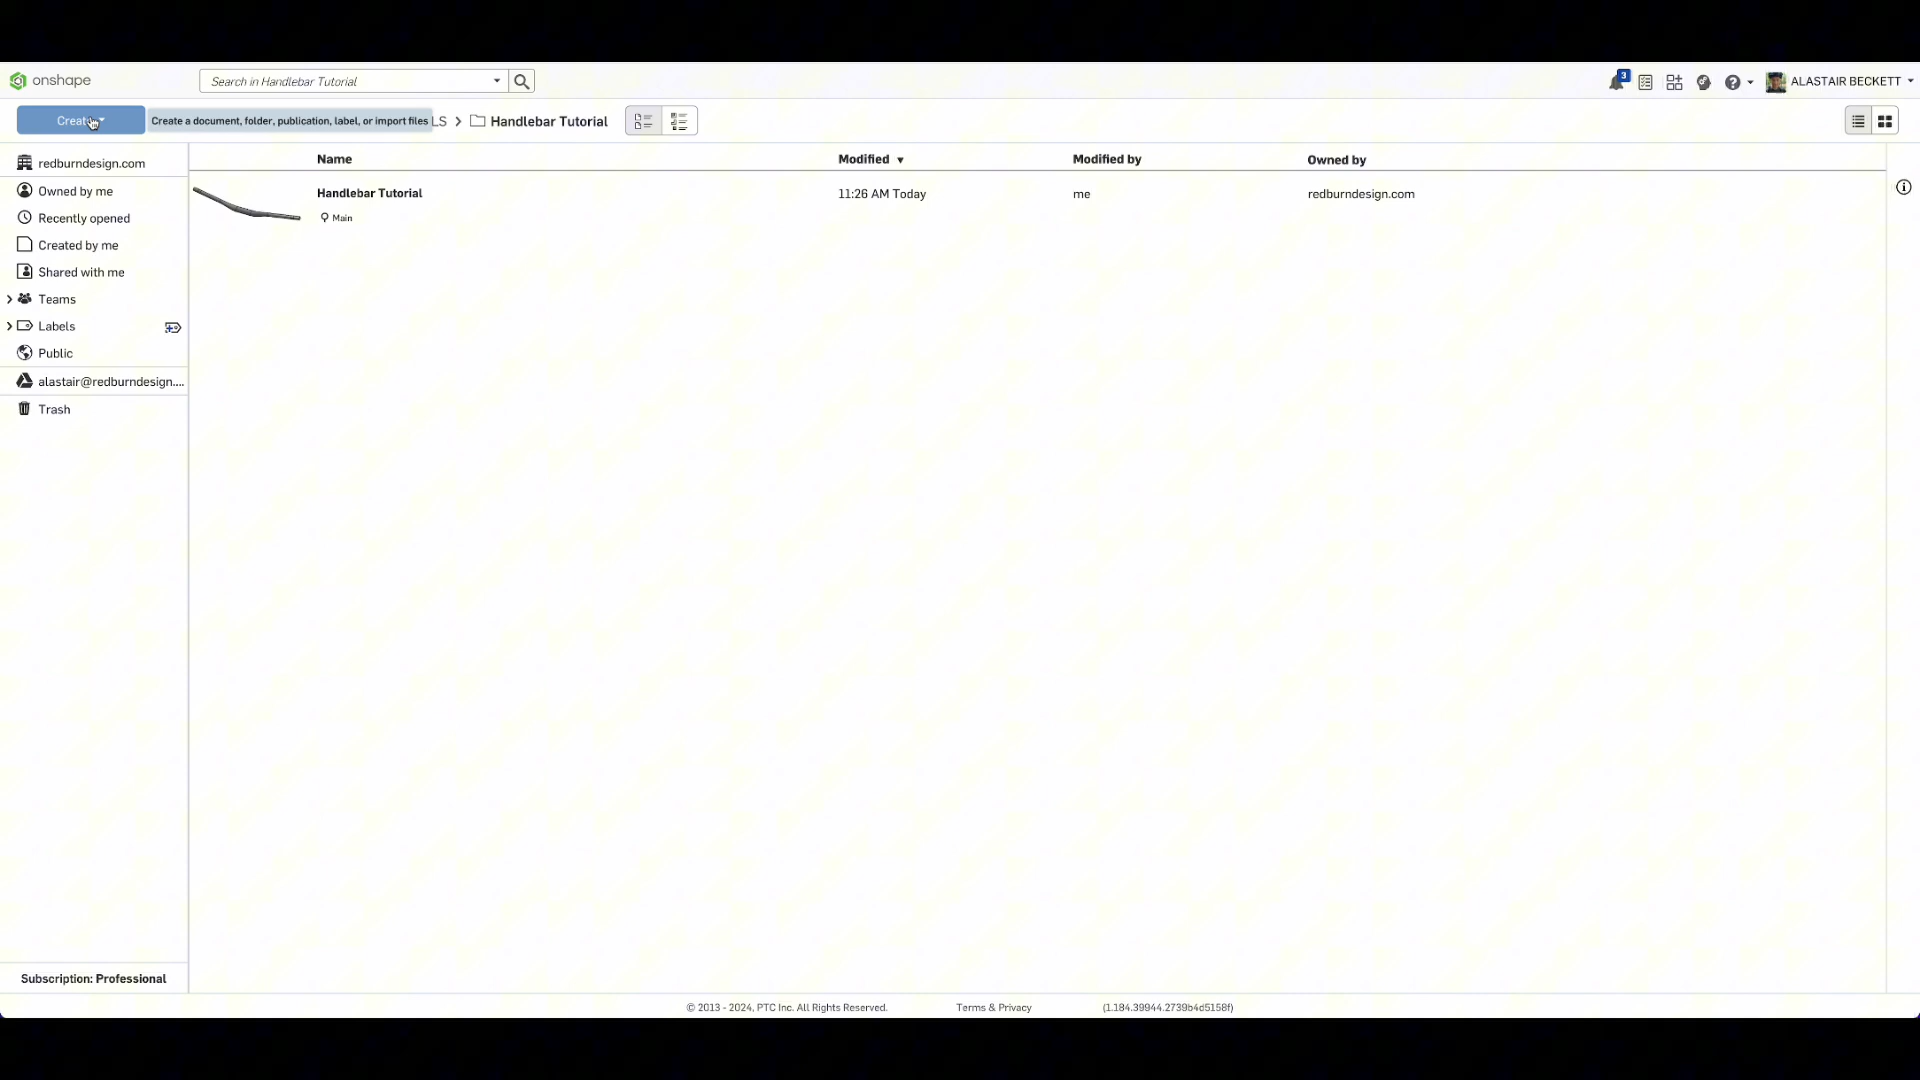 onshape
Search in Handlebar Tutorial
3
ALASTAIR BECKETT
Create
Create a document, folder, publication, label, or import files
LS > Handlebar Tutorial
redburndesign.com
Owned by me
Recently opened
Created by me
Shared with me
Teams
Labels
Public
alastair@redburndesign....
Trash
Name Modified Modified by Owned by
Handlebar Tutorial 11:26 AM Today me redburndesign.com
Main
Subscription: Professional
© 2013 - 2024, PTC Inc. All Rights Reserved. Terms & Privacy (1.184.39944.2739b4d5158f)